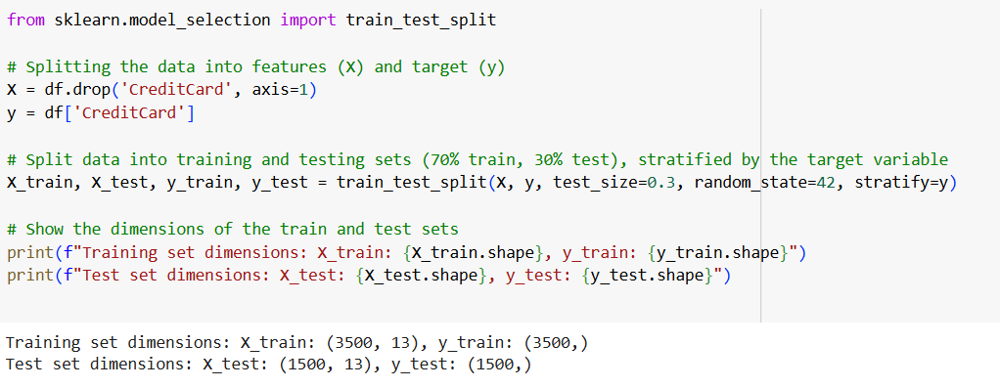 from sklearn.model_selection import train_test_split
# Splitting the data into features (X) and target (y)
X = df.drop('CreditCard', axis=1)
y = df['CreditCard']
# Split data into training and testing sets (70% train, 30% test), stratified by the target variable
X_train, X_test, y_train, y_test = train_test_split(X, y, test_size=0.3, random_state=42, stratify=y)
# Show the dimensions of the train and test sets
print(f"Training set dimensions: X_train: {X_train.shape}, y_train: {y_train.shape}")
print(f"Test set dimensions: X_test: {X_test.shape}, y_test: {y_test.shape}")
Training set dimensions: X_train: (3500, 13), y_train: (3500,)
Test set dimensions: X_test: (1500, 13), y_test: (1500,)